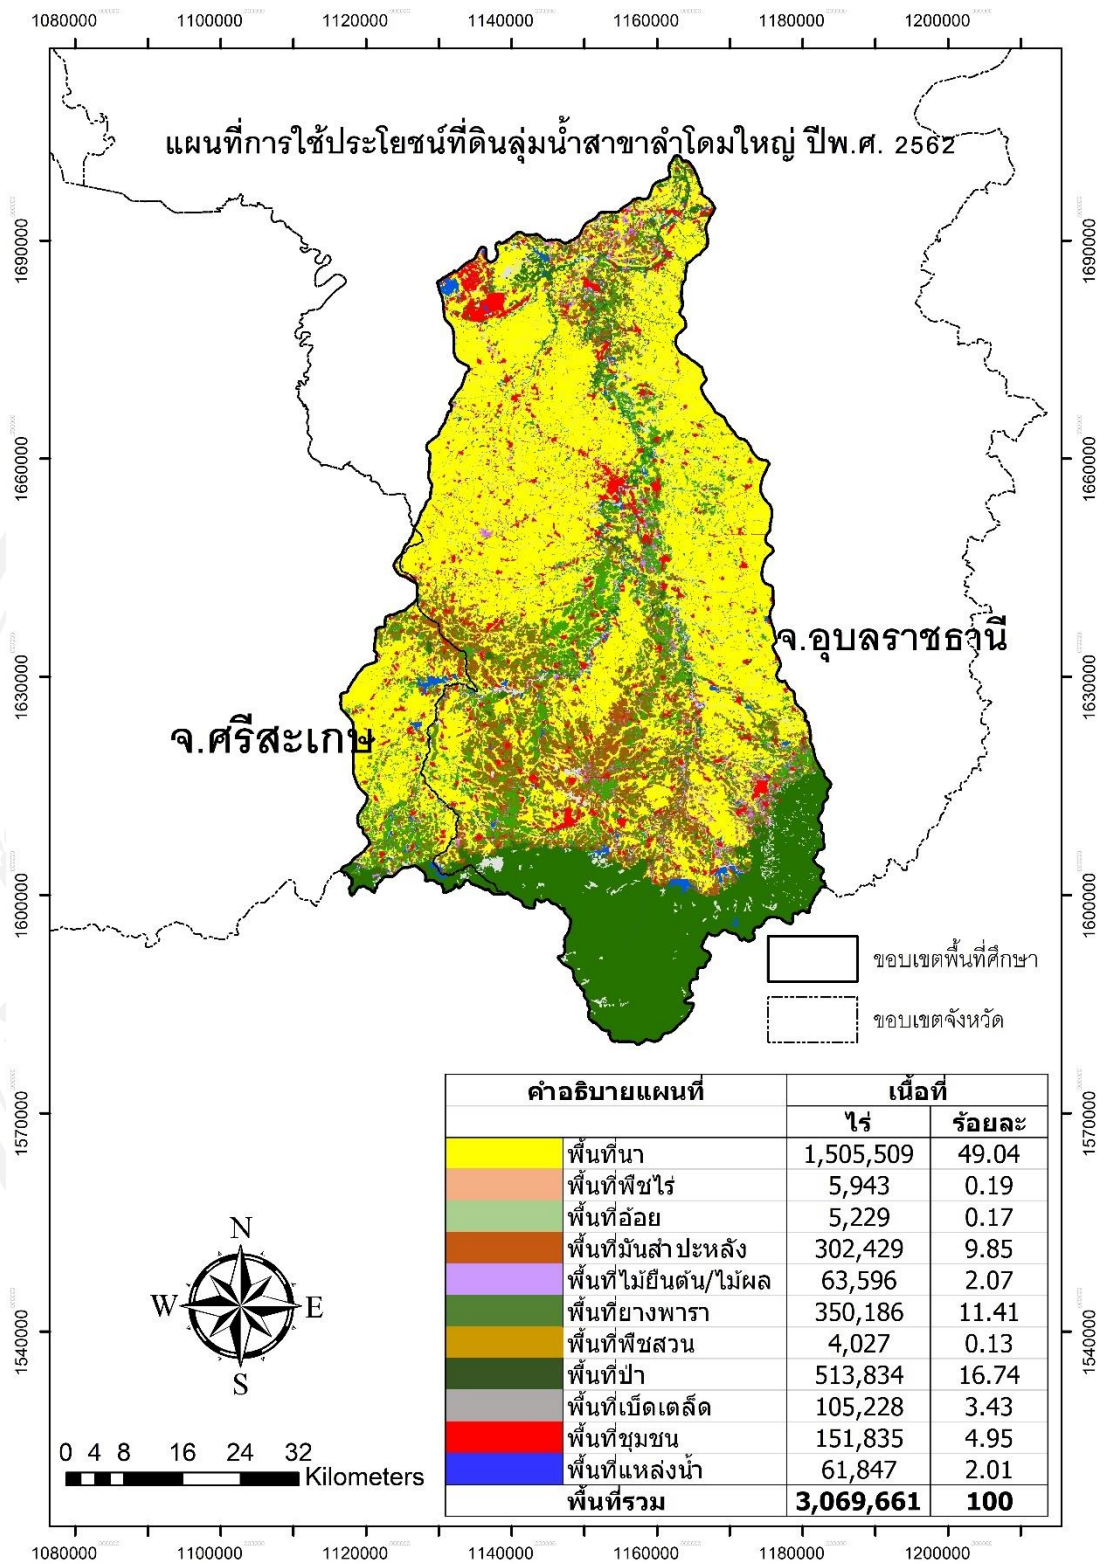 1080000 1100000 1120000 1140000 1160000 1180000 1200000
แผนที่การใช้ประโยชน์ที่ดินลุ่มน้ำสาขาลำโดมใหญ่ ปีพ.ศ. 2562
1690000 1690000
1660000 1660000
จ.อุบลราชธานี
1630000 1630000
จ.ศรีสะเกษ
1600000 1600000
ขอบเขตพื้นที่ศึกษา
ขอบเขตจังหวัด
คำอธิบายแผนที่ เนื้อที่
ไร่ ร้อยละ
1570000 1570000
พื้นที่นา 1,505,509 49.04
พื้นที่พืชไร่ 5,943 0.19
พื้นที่อ้อย 5,229 0.17
พื้นที่มันสำปะหลัง 302,429 9.85
พื้นที่ไม้ยืนต้น/ไม้ผล 63,596 2.07
พื้นที่ยางพารา 350,186 11.41
พื้นที่พืชสวน 4,027 0.13
พื้นที่ป่า 513,834 16.74
พื้นที่เบ็ดเตล็ด 105,228 3.43
พื้นที่ชุมชน 151,835 4.95
พื้นที่แหล่งน้ำ 61,847 2.01
พื้นที่รวม 3,069,661 100
1540000 1540000
N
W E
S
0 4 8 16 24 32
Kilometers
1080000 1100000 1120000 1140000 1160000 1180000 1200000